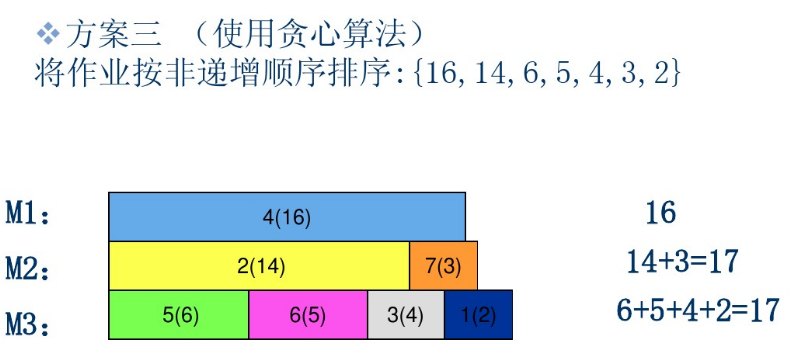 ❖方案三 （使用贪心算法）
将作业按非递增顺序排序:{16,14,6,5,4,3,2}
M1: 4(16) 16
M2: 2(14) 7(3) 14+3=17
M3: 5(6) 6(5) 3(4) 1(2) 6+5+4+2=17